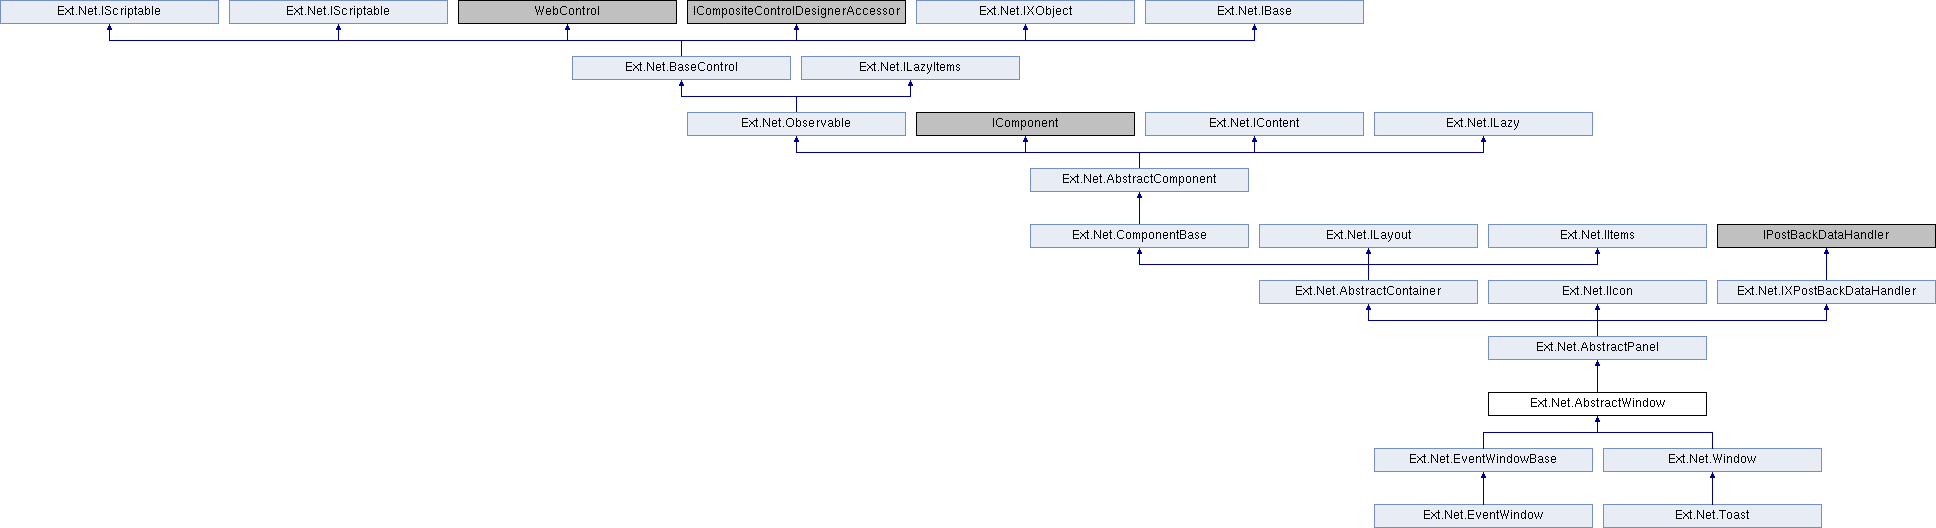 Ext.Net.IScriptable
Ext.Net.IScriptable
WebControl
ICompositeControlDesignerAccessor
Ext.Net.IXObject
Ext.Net.IBase
Ext.Net.BaseControl
Ext.Net.ILazyItems
Ext.Net.Observable
IComponent
Ext.Net.IContent
Ext.Net.ILazy
Ext.Net.AbstractComponent
Ext.Net.ComponentBase
Ext.Net.ILayout
Ext.Net.IItems
IPostBackDataHandler
Ext.Net.AbstractContainer
Ext.Net.IIcon
Ext.Net.IXPostBackDataHandler
Ext.Net.AbstractPanel
Ext.Net.AbstractWindow
Ext.Net.EventWindowBase
Ext.Net.Window
Ext.Net.EventWindow
Ext.Net.Toast